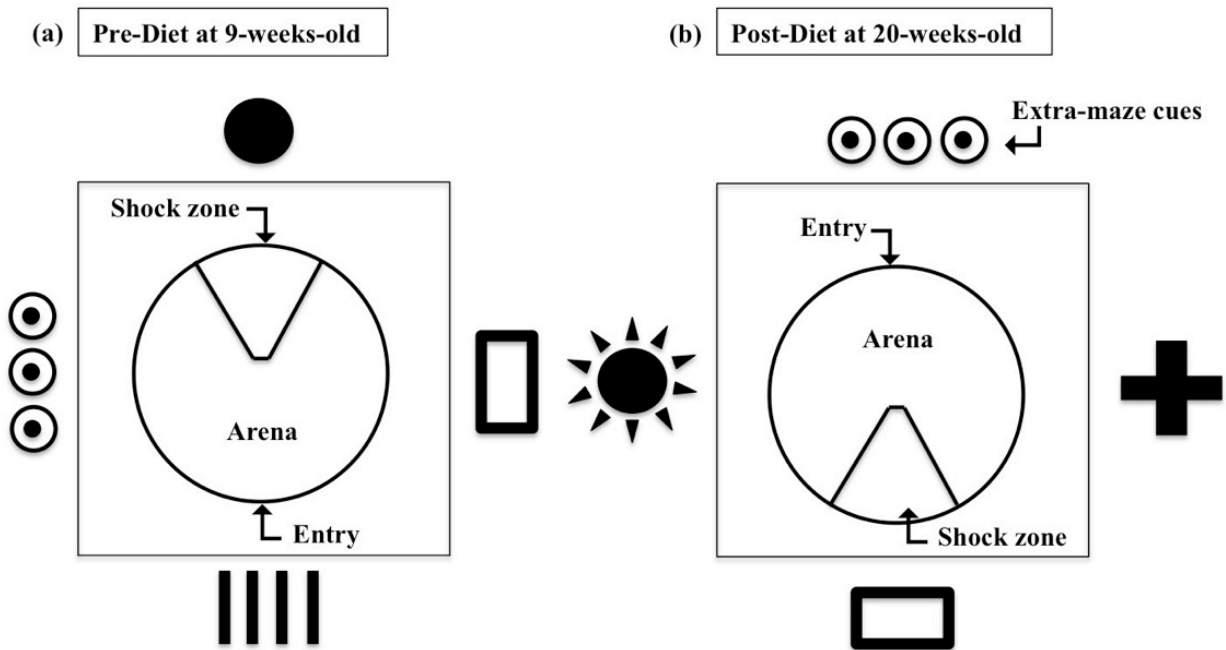 (a) Pre-Diet at 9-weeks-old
Shock zone
Arena
Entry
(b) Post-Diet at 20-weeks-old
Extra-maze cues
Entry
Arena
Shock zone